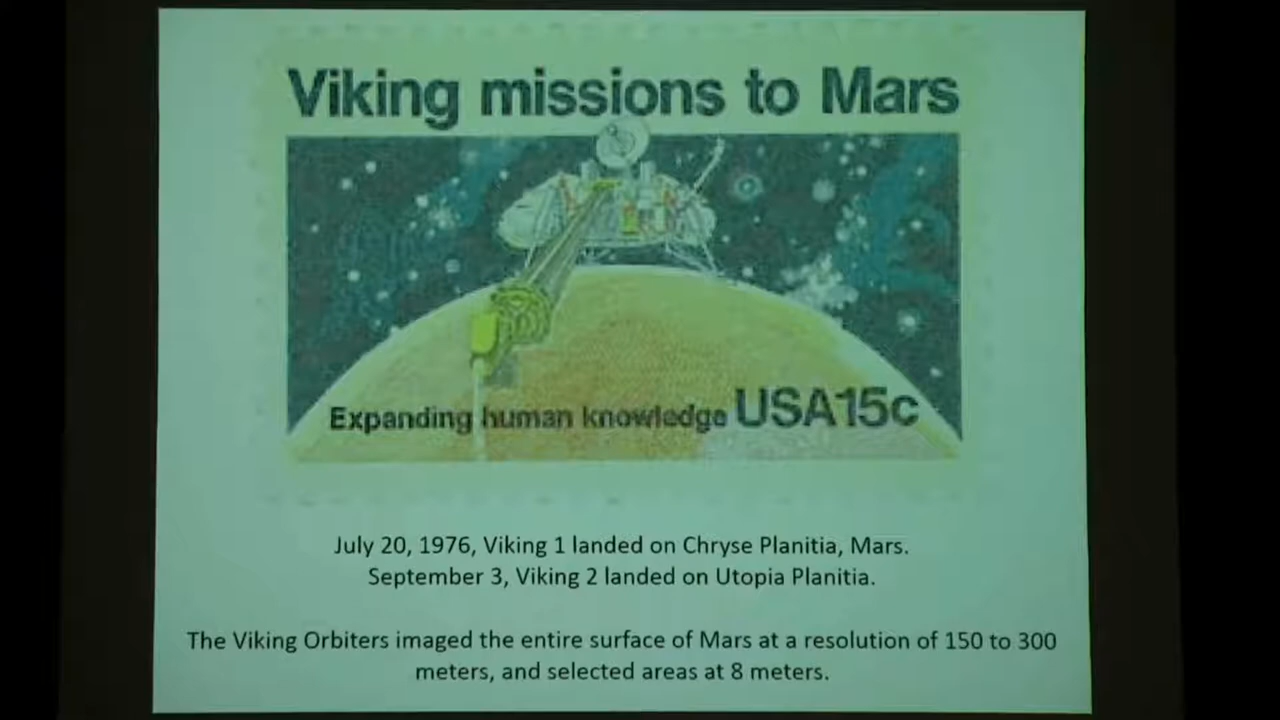 Viking missions to Mars
Expanding human knowledge USA15c
July 20, 1976, Viking 1 landed on Chryse Planitia, Mars.
September 3, Viking 2 landed on Utopia Planitia.
The Viking Orbiters imaged the entire surface of Mars at a resolution of 150 to 300
meters, and selected areas at 8 meters.